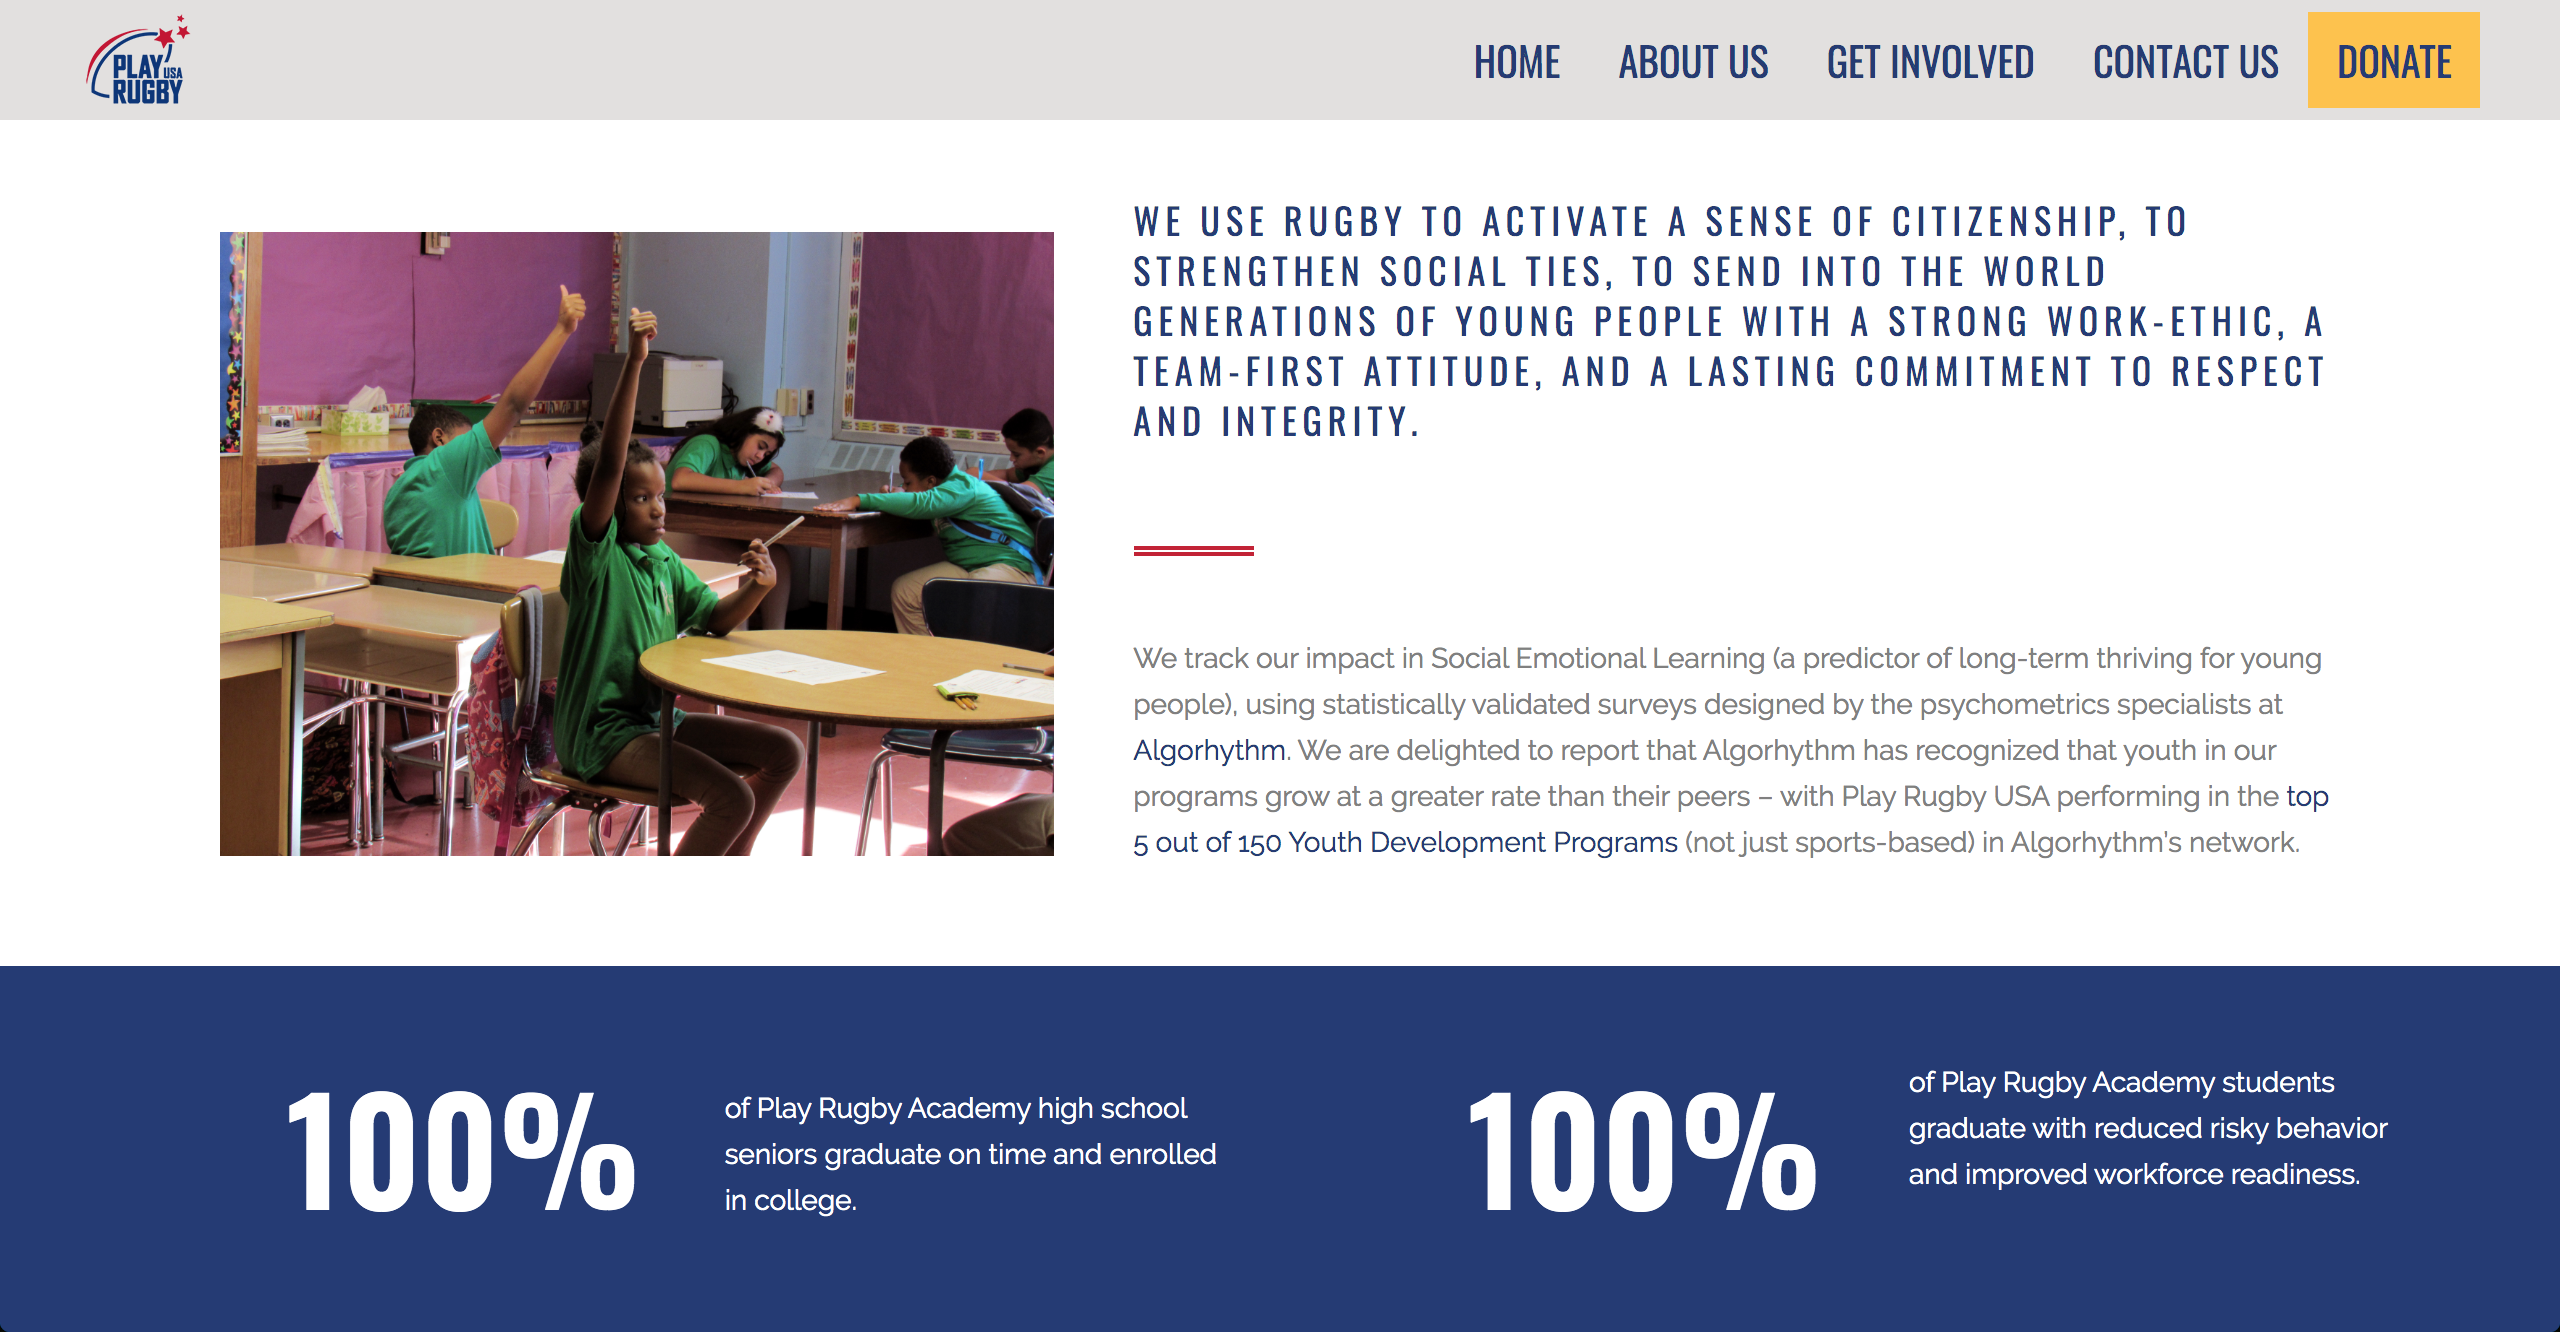 PLAY USA
RUGBY
HOME
ABOUT US
GET INVOLVED
CONTACT US
DONATE
WE USE RUGBY TO ACTIVATE A SENSE OF CITIZENSHIP, TO
STRENGTHEN SOCIAL TIES, TO SEND INTO THE WORLD
GENERATIONS OF YOUNG PEOPLE WITH A STRONG WORK-ETHIC, A
TEAM-FIRST ATTITUDE, AND A LASTING COMMITMENT TO RESPECT
AND INTEGRITY.
We track our impact in Social Emotional Learning (a predictor of long-term thriving for young
people), using statistically validated surveys designed by the psychometrics specialists at
Algorhythm. We are delighted to report that Algorhythm has recognized that youth in our
programs grow at a greater rate than their peers – with Play Rugby USA performing in the top
5 out of 150 Youth Development Programs (not just sports-based) in Algorhythm's network.
100%
of Play Rugby Academy high school
seniors graduate on time and enrolled
in college.
100%
of Play Rugby Academy students
graduate with reduced risky behavior
and improved workforce readiness.